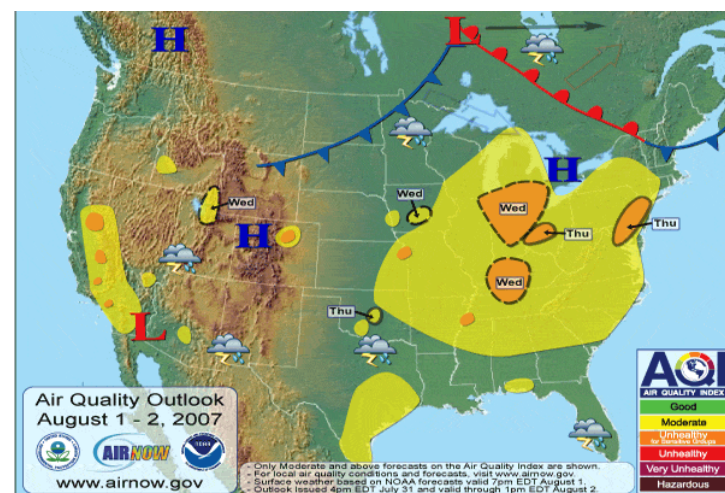 H
L
H
Wed
Wed
Wed
Thu
Thu
H
Wed
Thu
L
Air Quality Outlook
August 1 - 2, 2007
AIRNOW
www.airnow.gov
- Only Moderate and above forecasts on the Air Quality Index are shown.
- For local air quality conditions and forecasts, visit www.airnow.gov.
- Surface weather based on NOAA forecasts valid 7pm EDT August 1.
- Outlook Issued 4pm EDT July 31 and valid through 1pm EDT August 2.
AQI
AIR QUALITY INDEX
Good
Moderate
Unhealthy
for Sensitive Groups
Unhealthy
Very Unhealthy
Hazardous